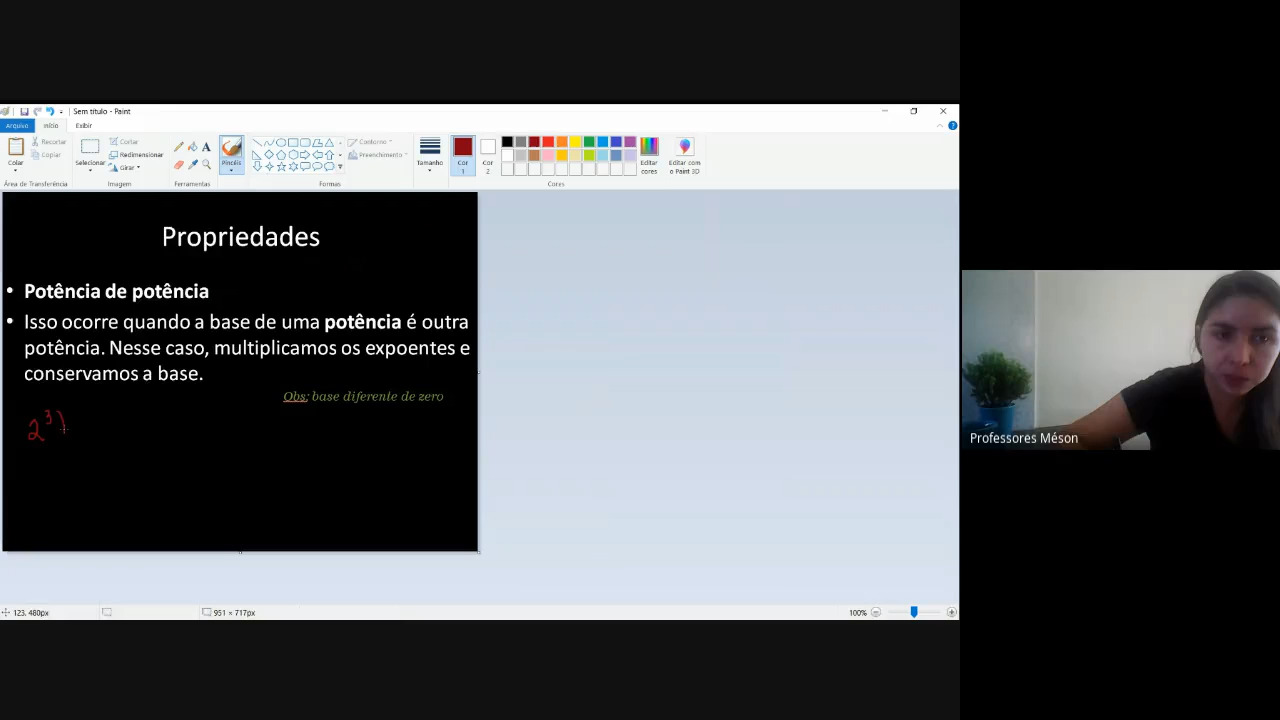 Sem título - Paint
Arquivo Início Exibir
Colar
Recortar
Copiar
Área de Transferência
Selecionar
Cortar
Redimensionar
Girar
Imagem
Ferramentas
Pincéis
Contorno
Preenchimento
Formas
Tamanho
Cor 1
Cor 2
Editar cores
Editar com o Paint 3D
Cores
Propriedades
• Potência de potência
• Isso ocorre quando a base de uma potência é outra
potência. Nesse caso, multiplicamos os expoentes e
conservamos a base.
Obs: base diferente de zero
2³)
Professores Méson
123, 480px
951 × 717px
100%